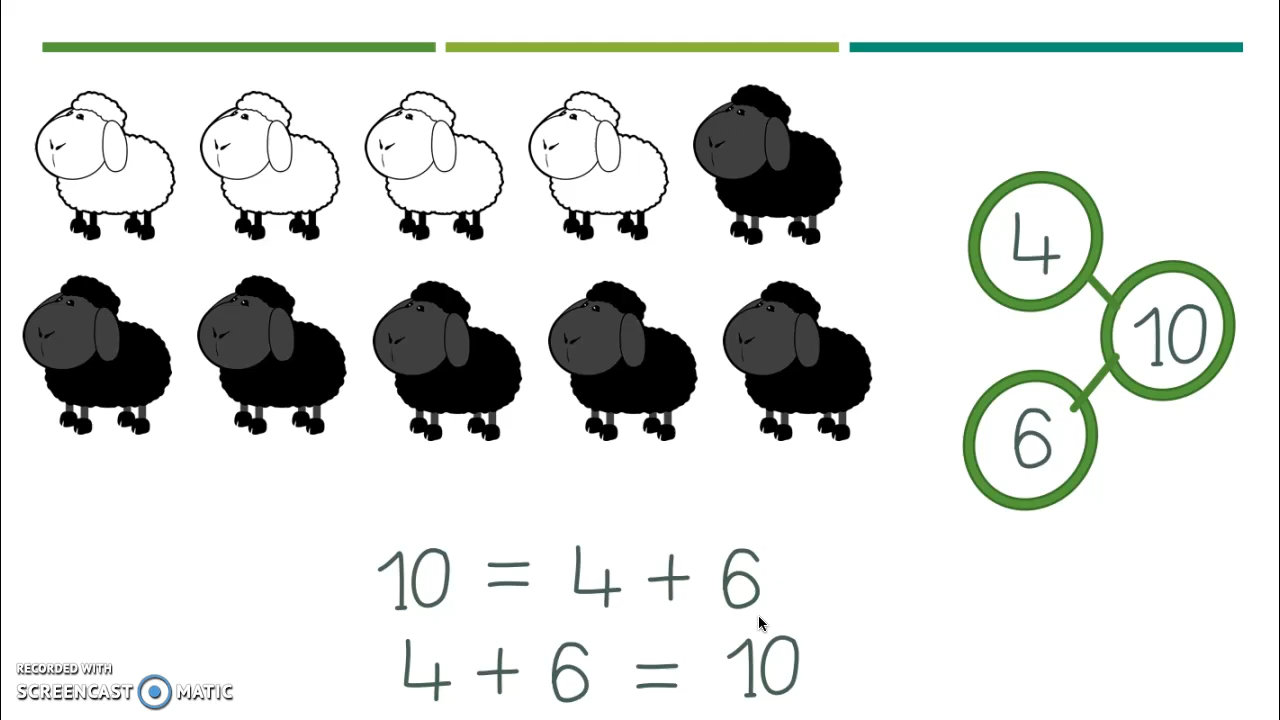 4
10
6
10 = 4 + 6
4 + 6 = 10
RECORDED WITH
SCREENCAST MATIC